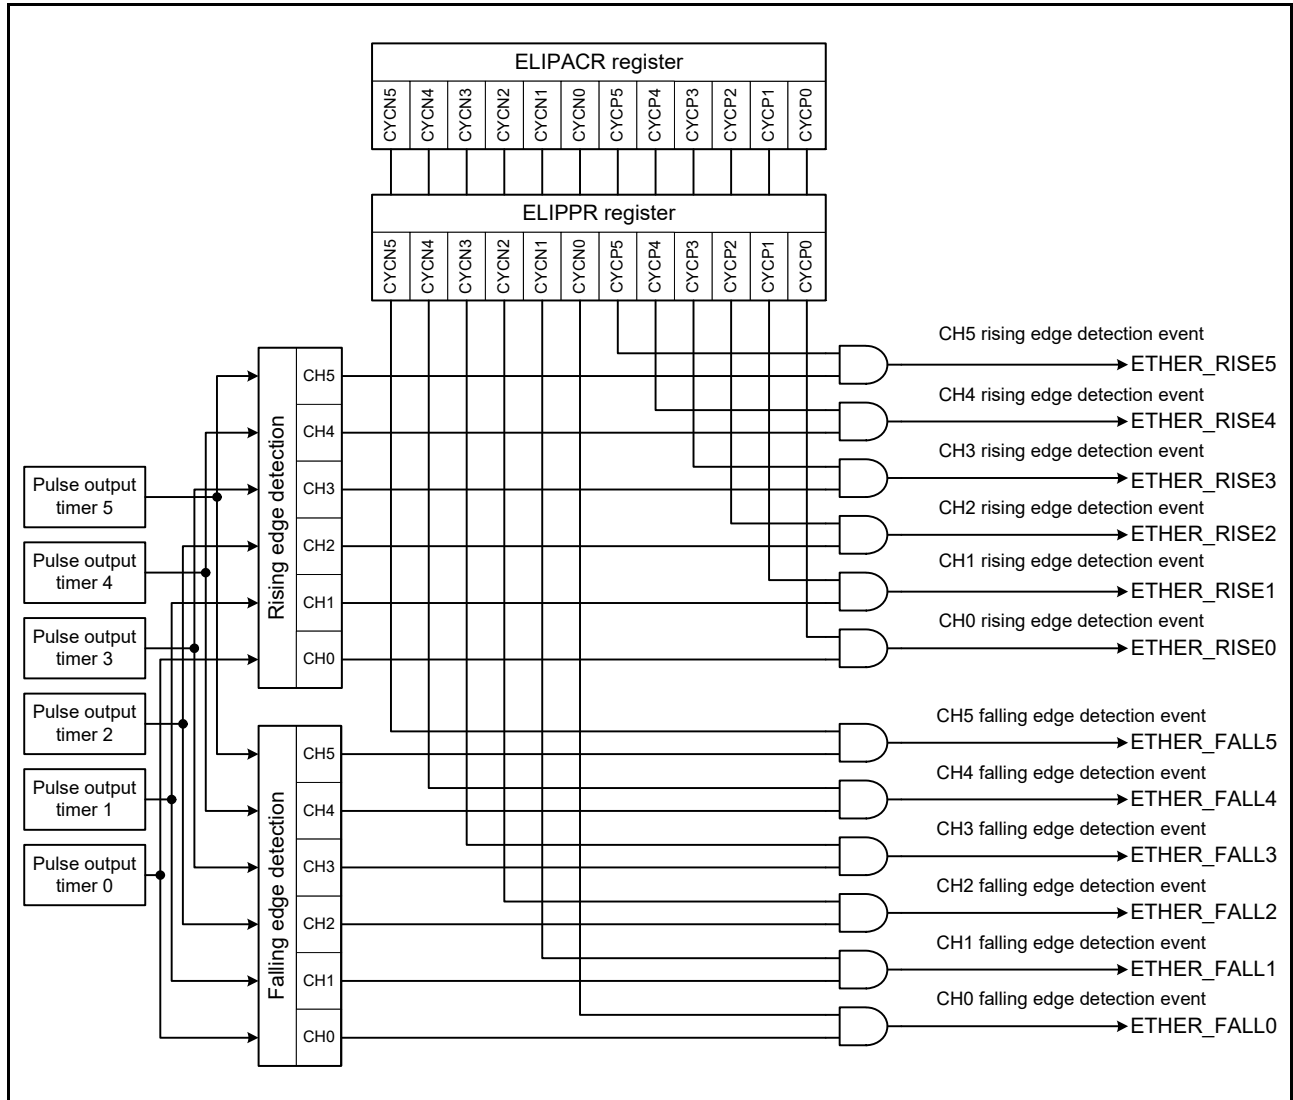 ELIPACR register
CYCN5 CYCN4 CYCN3 CYCN2 CYCN1 CYCN0 CYCP5 CYCP4 CYCP3 CYCP2 CYCP1 CYCP0
ELIPPR register
CYCN5 CYCN4 CYCN3 CYCN2 CYCN1 CYCN0 CYCP5 CYCP4 CYCP3 CYCP2 CYCP1 CYCP0
Pulse output
timer 5
Pulse output
timer 4
Pulse output
timer 3
Pulse output
timer 2
Pulse output
timer 1
Pulse output
timer 0
Rising edge detection
CH5
CH4
CH3
CH2
CH1
CH0
Falling edge detection
CH5
CH4
CH3
CH2
CH1
CH0
CH5 rising edge detection event
ETHER_RISE5
CH4 rising edge detection event
ETHER_RISE4
CH3 rising edge detection event
ETHER_RISE3
CH2 rising edge detection event
ETHER_RISE2
CH1 rising edge detection event
ETHER_RISE1
CH0 rising edge detection event
ETHER_RISE0
CH5 falling edge detection event
ETHER_FALL5
CH4 falling edge detection event
ETHER_FALL4
CH3 falling edge detection event
ETHER_FALL3
CH2 falling edge detection event
ETHER_FALL2
CH1 falling edge detection event
ETHER_FALL1
CH0 falling edge detection event
ETHER_FALL0